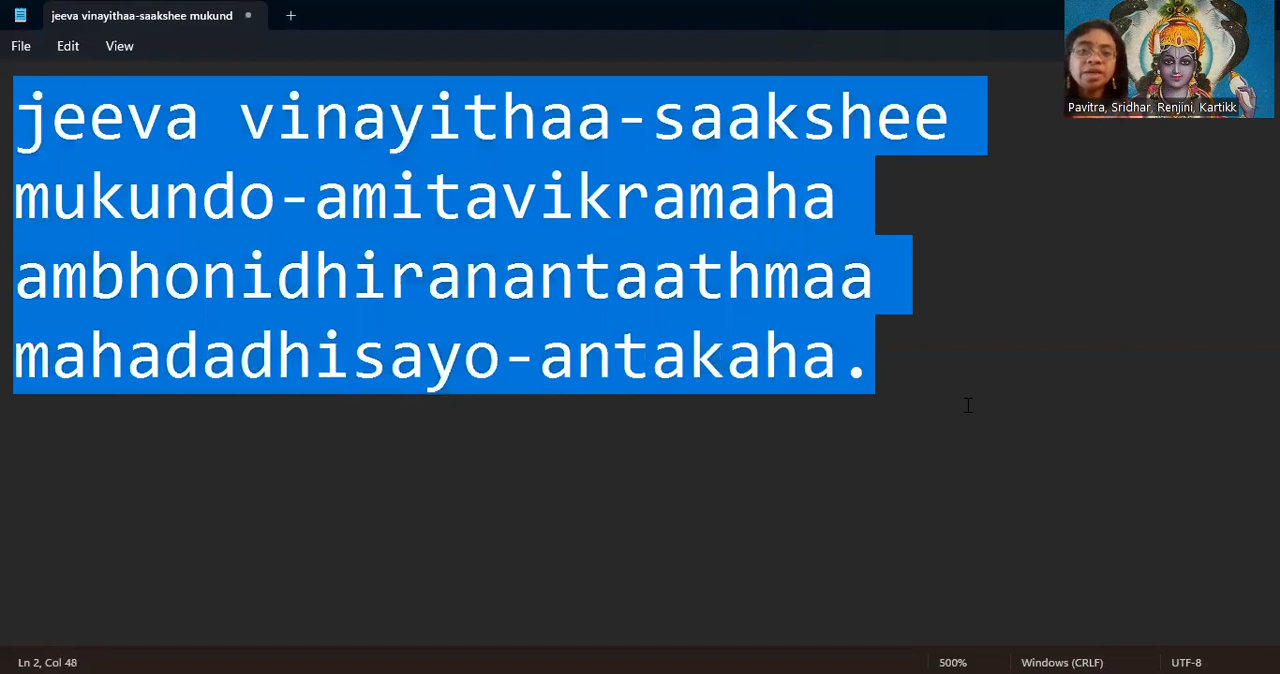 jeeva vinayithaa-saakshee mukund
File Edit View
Pavitra, Sridhar, Renjini, Kartikk
jeeva vinayithaa-saakshee
mukundo-amitavikramaha
ambhonidhiranantaathmaa
mahadadhisayo-antakaha.
Ln 2, Col 48 500% Windows (CRLF) UTF-8